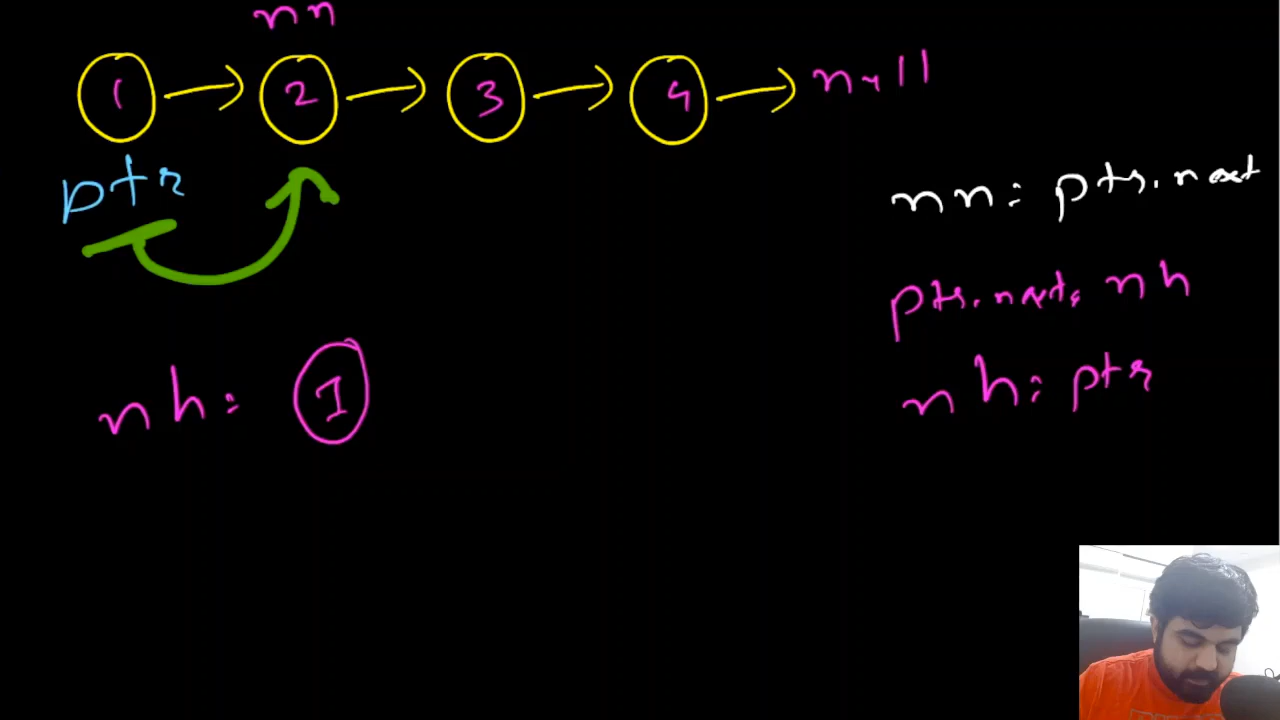 nn
1 → 2 → 3 → 4 → null
ptr
nn = ptr.next
ptr.next = nh
nh = ptr
nh = 1